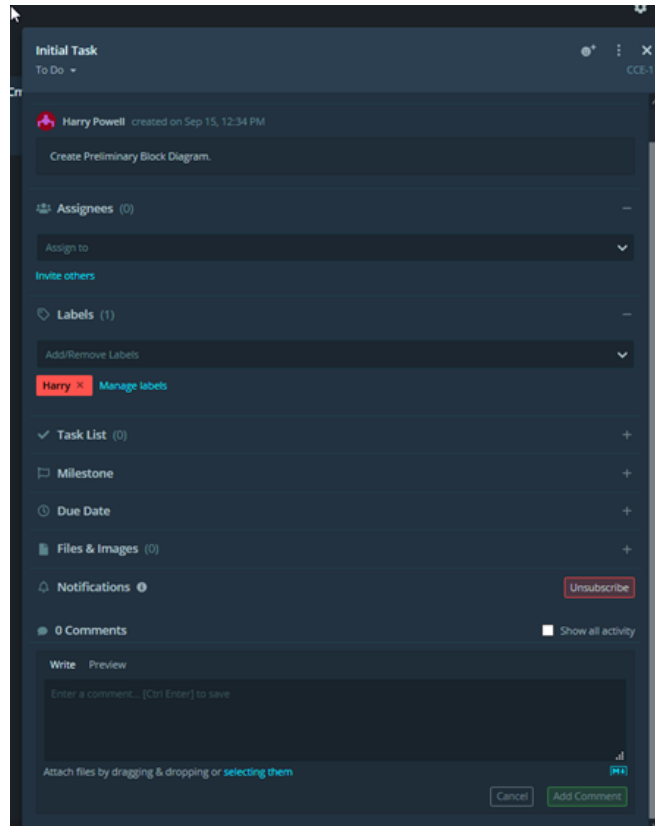 Initial Task
To Do
CCE-1
Cm
Harry Powell created on Sep 15, 12:34 PM
Create Preliminary Block Diagram.
Assignees (0)
Assign to
Invite others
Labels (1)
Add/Remove Labels
Harry × Manage labels
Task List (0)
Milestone
Due Date
Files & Images (0)
Notifications
Unsubscribe
0 Comments
Show all activity
Write Preview
Enter a comment... [Ctrl Enter] to save
Attach files by dragging & dropping or selecting them
M
Cancel Add Comment